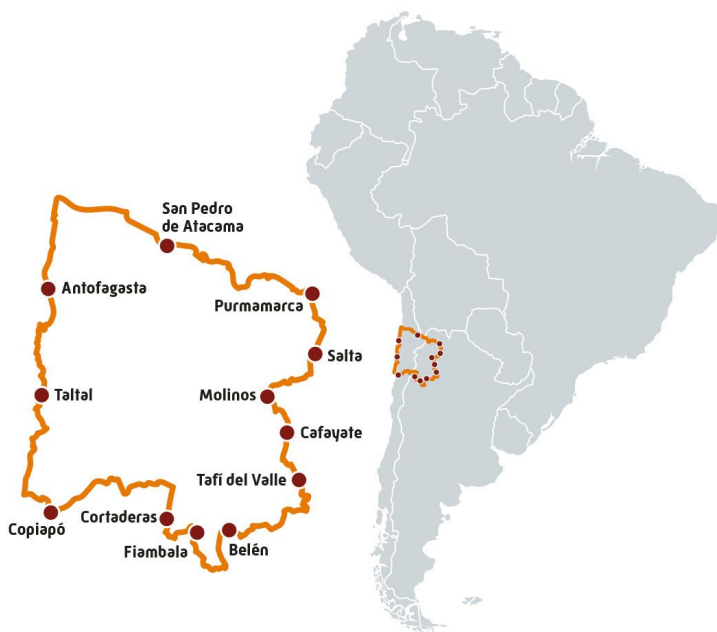 San Pedro
de Atacama
Antofagasta
Purmamarca
Salta
Taltal
Molinos
Cafayate
Tafí del Valle
Copiapó
Cortaderas
Fiambala
Belén